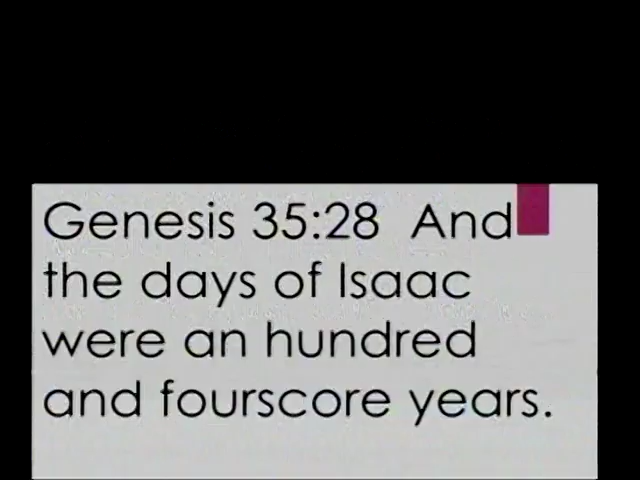 Genesis 35:28  And
the days of Isaac
were an hundred
and fourscore years.